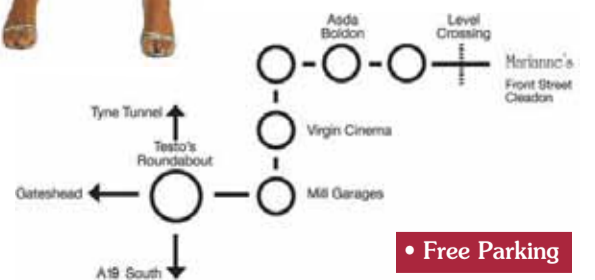 Asda
Boldon
Level
Crossing
Marianne's
Front Street
Cleadon
Tyne Tunnel
Virgin Cinema
Testo's
Roundabout
Gateshead
Mill Garages
A19 South
• Free Parking